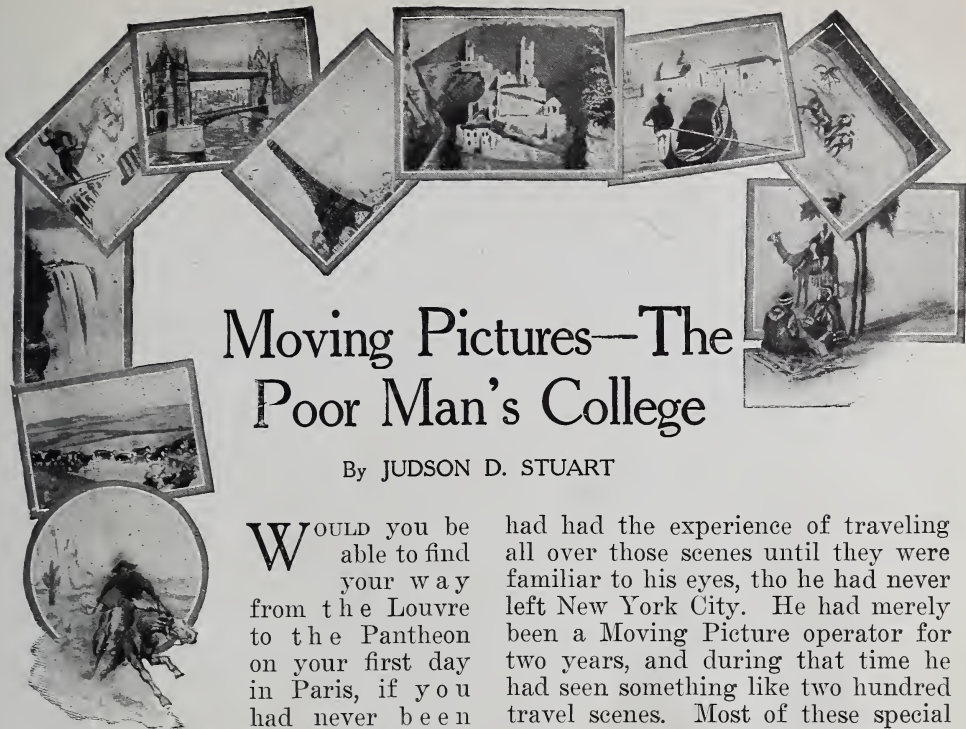 Moving Pictures—The
Poor Man's College
By JUDSON D. STUART
WOULD you be
able to find
your way
from the Louvre
to the Pantheon
on your first day
in Paris, if you
had never been
had had the experience of traveling
all over those scenes until they were
familiar to his eyes, tho he had never
left New York City. He had merely
been a Moving Picture operator for
two years, and during that time he
had seen something like two hundred
travel scenes. Most of these special